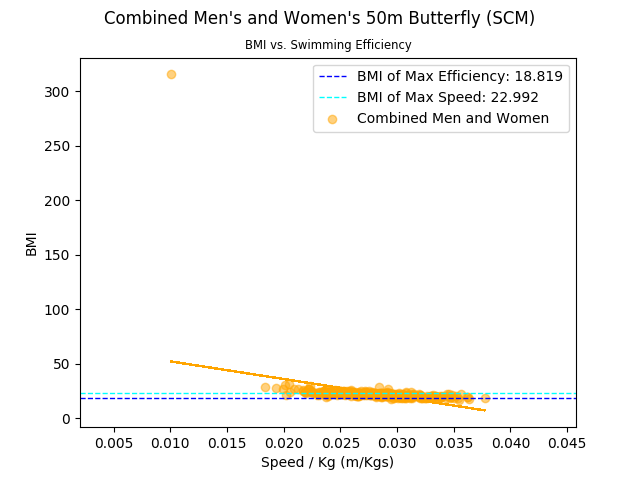 Combined Men's and Women's 50m Butterfly (SCM)
BMI vs. Swimming Efficiency
BMI of Max Efficiency: 18.819
BMI of Max Speed: 22.992
Combined Men and Women
300
250
200
150
100
50
0
BMI
0.005 0.010 0.015 0.020 0.025 0.030 0.035 0.040 0.045
Speed / Kg (m/Kgs)